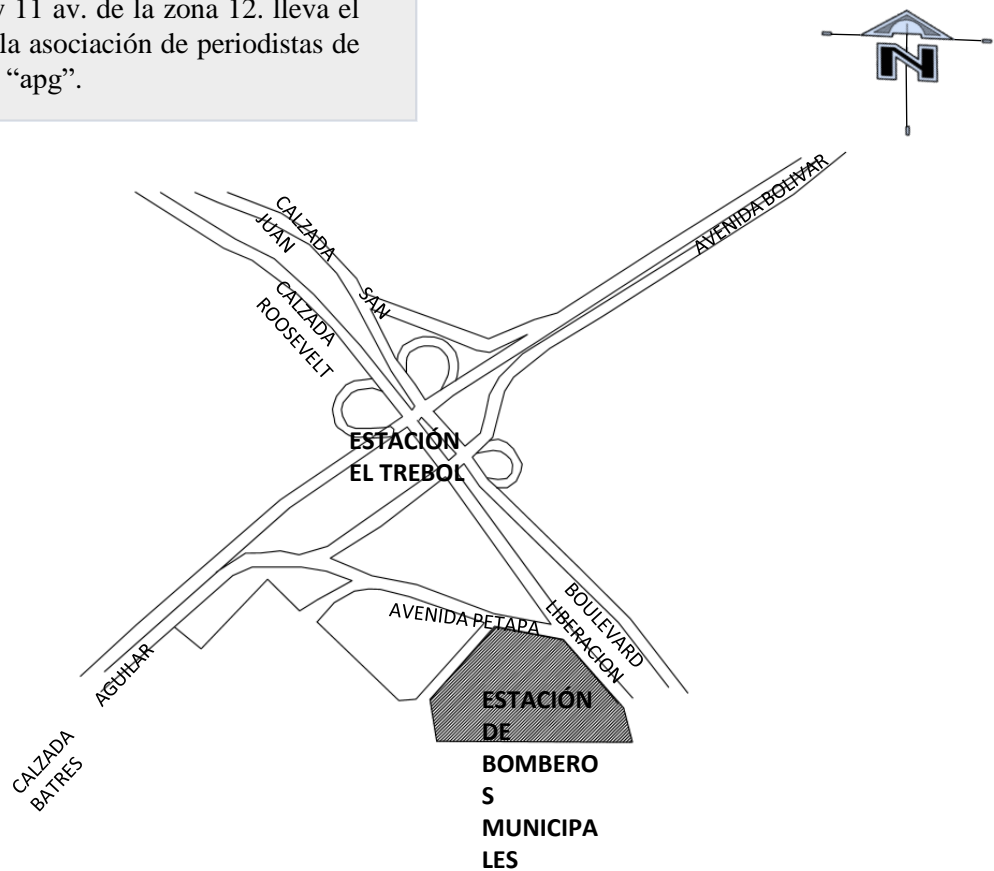 y 11 av. de la zona 12. lleva el
la asociación de periodistas de
“apg”.
N
AVENIDA BOLIVAR
CALZADA
JUAN
SAN
CALZADA
ROOSEVELT
ESTACIÓN
EL TREBOL
AVENIDA PETAPA
BOULEVARD
LIBERACION
AGUILAR
CALZADA
BATRES
ESTACIÓN
DE
BOMBERO
S
MUNICIPA
LES